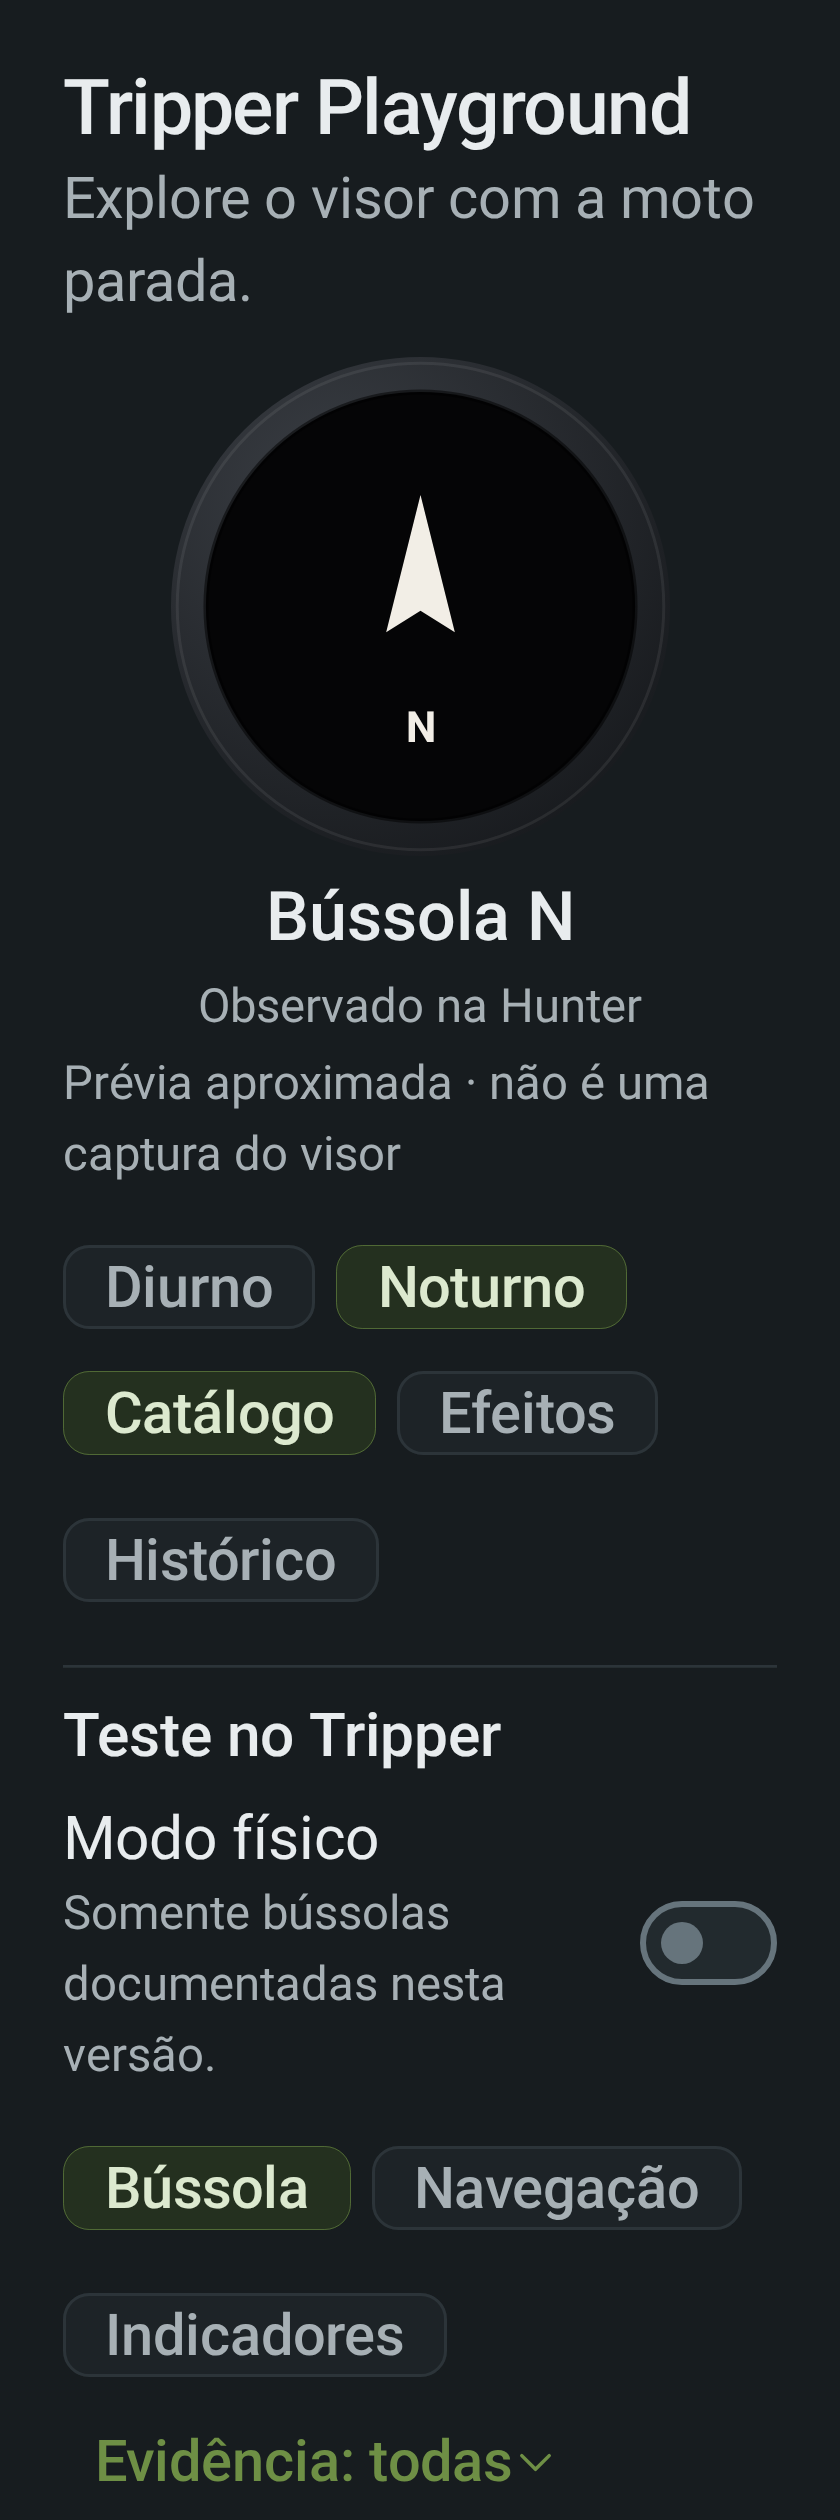 Tripper Playground
Explore o visor com a moto
parada.
N
Bússola N
Observado na Hunter
Prévia aproximada · não é uma
captura do visor
Diurno
Noturno
Catálogo
Efeitos
Histórico
Teste no Tripper
Modo físico
Somente bússolas
documentadas nesta
versão.
Bússola
Navegação
Indicadores
Evidência: todas